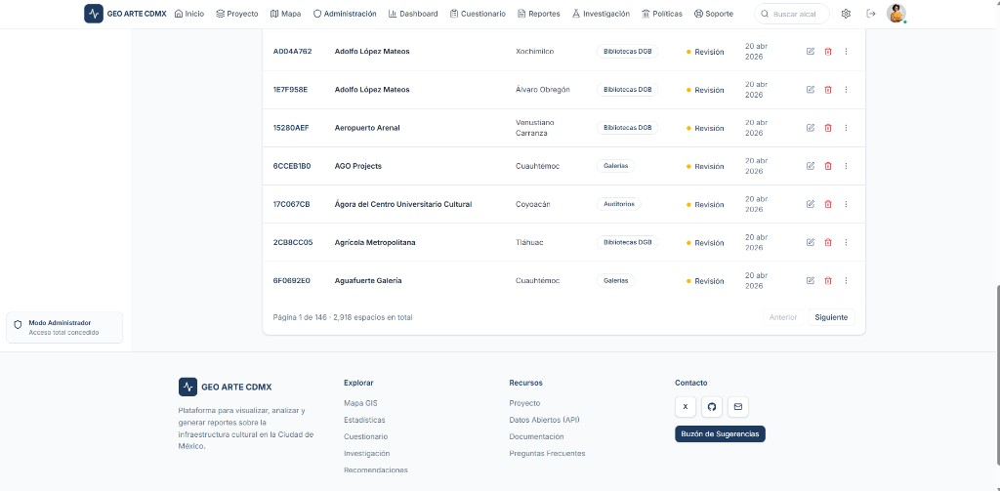 GEO ARTE CDMX Inicio Proyecto Mapa Administración Dashboard Cuestionario Reportes Investigación Políticas Soporte Buscar alcal
A004A762 Adolfo López Mateos Xochimilco Bibliotecas DGB Revisión 20 abr 2026
1E7F958E Adolfo López Mateos Álvaro Obregón Bibliotecas DGB Revisión 20 abr 2026
15280AEF Aeropuerto Arenal Venustiano Carranza Bibliotecas DGB Revisión 20 abr 2026
6CCEB1B0 AGO Projects Cuauhtémoc Galerías Revisión 20 abr 2026
17C067CB Ágora del Centro Universitario Cultural Coyoacán Auditorios Revisión 20 abr 2026
2CB8CC05 Agrícola Metropolitana Tláhuac Bibliotecas DGB Revisión 20 abr 2026
6F0692E0 Aguafuerte Galería Cuauhtémoc Galerías Revisión 20 abr 2026
Página 1 de 146 · 2,918 espacios en total Anterior Siguiente
Modo Administrador
Acceso total concedido
GEO ARTE CDMX
Plataforma para visualizar, analizar y
generar reportes sobre la
infraestructura cultural en la Ciudad de
México.
Explorar
Mapa GIS
Estadísticas
Cuestionario
Investigación
Recomendaciones
Recursos
Proyecto
Datos Abiertos (API)
Documentación
Preguntas Frecuentes
Contacto
X
Buzón de Sugerencias